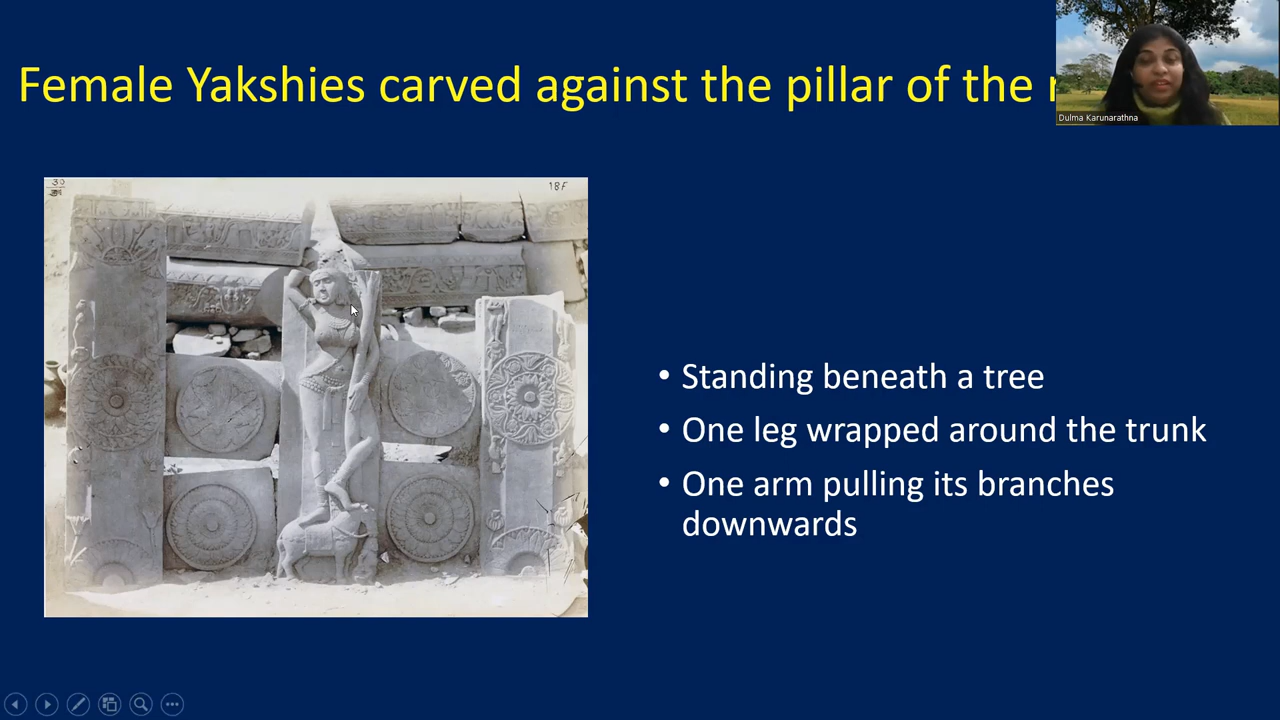 Female Yakshies carved against the pillar of the
Dulma Karunarathna
18F
• Standing beneath a tree
• One leg wrapped around the trunk
• One arm pulling its branches
downwards